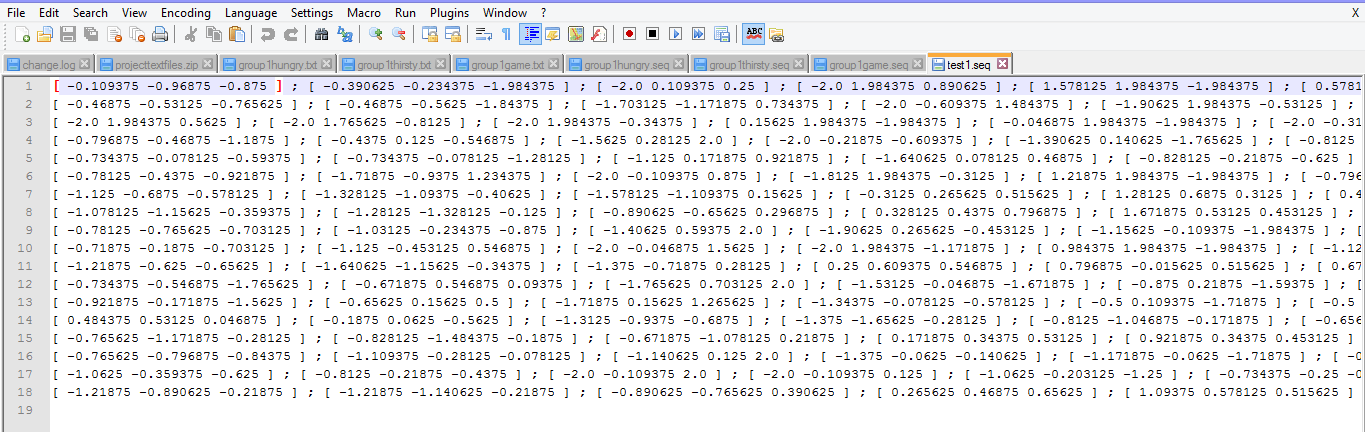 File Edit Search View Encoding Language Settings Macro Run Plugins Window ? X
ABC
change.log projecttextfiles.zip group1hungry.txt group1thirsty.txt group1game.txt group1hungry.seq group1thirsty.seq group1game.seq test1.seq
1 [ -0.109375 -0.96875 -0.875 ] ; [ -0.390625 -0.234375 -1.984375 ] ; [ -2.0 0.109375 0.25 ] ; [ -2.0 1.984375 0.890625 ] ; [ 1.578125 1.984375 -1.984375 ] ; [ 0.5781
2 [ -0.46875 -0.53125 -0.765625 ] ; [ -0.46875 -0.5625 -1.84375 ] ; [ -1.703125 -1.171875 0.734375 ] ; [ -2.0 -0.609375 1.484375 ] ; [ -1.90625 1.984375 -0.53125 ] ;
3 [ -2.0 1.984375 0.5625 ] ; [ -2.0 1.765625 -0.8125 ] ; [ -2.0 1.984375 -0.34375 ] ; [ 0.15625 1.984375 -1.984375 ] ; [ -0.046875 1.984375 -1.984375 ] ; [ -2.0 -0.31
4 [ -0.796875 -0.46875 -1.1875 ] ; [ -0.4375 0.125 -0.546875 ] ; [ -1.5625 0.28125 2.0 ] ; [ -2.0 -0.21875 -0.609375 ] ; [ -1.390625 0.140625 -1.765625 ] ; [ -0.8125
5 [ -0.734375 -0.078125 -0.59375 ] ; [ -0.734375 -0.078125 -1.28125 ] ; [ -1.125 0.171875 0.921875 ] ; [ -1.640625 0.078125 0.46875 ] ; [ -0.828125 -0.21875 -0.625 ]
6 [ -0.78125 -0.4375 -0.921875 ] ; [ -1.71875 -0.9375 1.234375 ] ; [ -2.0 -0.109375 0.875 ] ; [ -1.8125 1.984375 -0.3125 ] ; [ 1.21875 1.984375 -1.984375 ] ; [ -0.796
7 [ -1.125 -0.6875 -0.578125 ] ; [ -1.328125 -1.09375 -0.40625 ] ; [ -1.578125 -1.109375 0.15625 ] ; [ -0.3125 0.265625 0.515625 ] ; [ 1.28125 0.6875 0.3125 ] ; [ 0.4
8 [ -1.078125 -1.15625 -0.359375 ] ; [ -1.28125 -1.328125 -0.125 ] ; [ -0.890625 -0.65625 0.296875 ] ; [ 0.328125 0.4375 0.796875 ] ; [ 1.671875 0.53125 0.453125 ] ;
9 [ -0.78125 -0.765625 -0.703125 ] ; [ -1.03125 -0.234375 -0.875 ] ; [ -1.40625 0.59375 2.0 ] ; [ -1.90625 0.265625 -0.453125 ] ; [ -1.15625 -0.109375 -1.984375 ] ; [
10 [ -0.71875 -0.1875 -0.703125 ] ; [ -1.125 -0.453125 0.546875 ] ; [ -2.0 -0.046875 1.5625 ] ; [ -2.0 1.984375 -1.171875 ] ; [ 0.984375 1.984375 -1.984375 ] ; [ -1.12
11 [ -1.21875 -0.625 -0.65625 ] ; [ -1.640625 -1.15625 -0.34375 ] ; [ -1.375 -0.71875 0.28125 ] ; [ 0.25 0.609375 0.546875 ] ; [ 0.796875 -0.015625 0.515625 ] ; [ 0.67
12 [ -0.734375 -0.546875 -1.765625 ] ; [ -0.671875 0.546875 0.09375 ] ; [ -1.765625 0.703125 2.0 ] ; [ -1.53125 -0.046875 -1.671875 ] ; [ -0.875 0.21875 -1.59375 ] ; [
13 [ -0.921875 -0.171875 -1.5625 ] ; [ -0.65625 0.15625 0.5 ] ; [ -1.71875 0.15625 1.265625 ] ; [ -1.34375 -0.078125 -0.578125 ] ; [ -0.5 0.109375 -1.71875 ] ; [ -0.5
14 [ 0.484375 0.53125 0.046875 ] ; [ -0.1875 0.0625 -0.5625 ] ; [ -1.3125 -0.9375 -0.6875 ] ; [ -1.375 -1.65625 -0.28125 ] ; [ -0.8125 -1.046875 -0.171875 ] ; [ -0.656
15 [ -0.765625 -1.171875 -0.28125 ] ; [ -0.828125 -1.484375 -0.1875 ] ; [ -0.671875 -1.078125 0.21875 ] ; [ 0.171875 0.34375 0.53125 ] ; [ 0.921875 0.34375 0.453125 ]
16 [ -0.765625 -0.796875 -0.84375 ] ; [ -1.109375 -0.28125 -0.078125 ] ; [ -1.140625 0.125 2.0 ] ; [ -1.375 -0.0625 -0.140625 ] ; [ -1.171875 -0.0625 -1.71875 ] ; [ -0
17 [ -1.0625 -0.359375 -0.625 ] ; [ -0.8125 -0.21875 -0.4375 ] ; [ -2.0 -0.109375 2.0 ] ; [ -2.0 -0.109375 0.125 ] ; [ -1.0625 -0.203125 -1.25 ] ; [ -0.734375 -0.25 -0
18 [ -1.21875 -0.890625 -0.21875 ] ; [ -1.21875 -1.140625 -0.21875 ] ; [ -0.890625 -0.765625 0.390625 ] ; [ 0.265625 0.46875 0.65625 ] ; [ 1.09375 0.578125 0.515625 ]
19